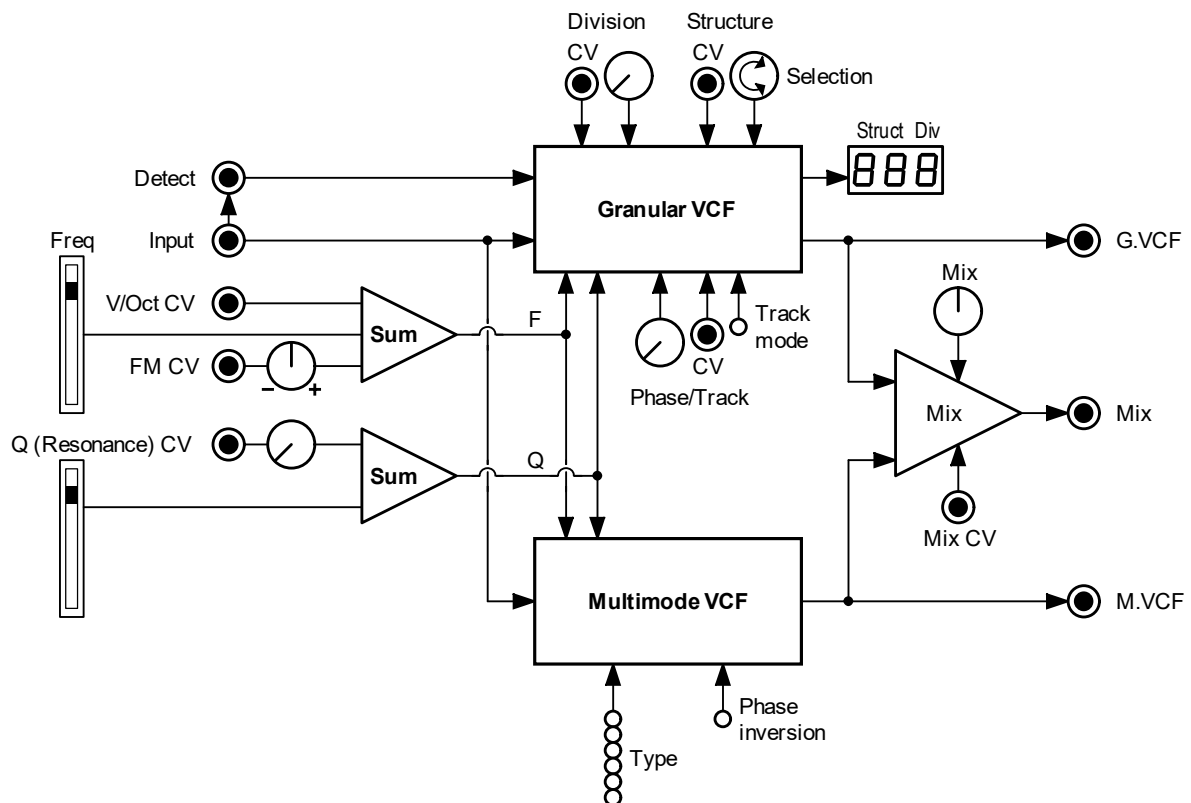 Division
CV
Structure
CV
Selection
Struct Div
888
Detect
Granular VCF
Input
G.VCF
Freq
V/Oct CV
Mix
Sum
F
Track
mode
FM CV
- +
CV
Phase/Track
Mix
Mix
Q (Resonance) CV
Sum
Q
Mix CV
Multimode VCF
M.VCF
Phase
inversion
Type